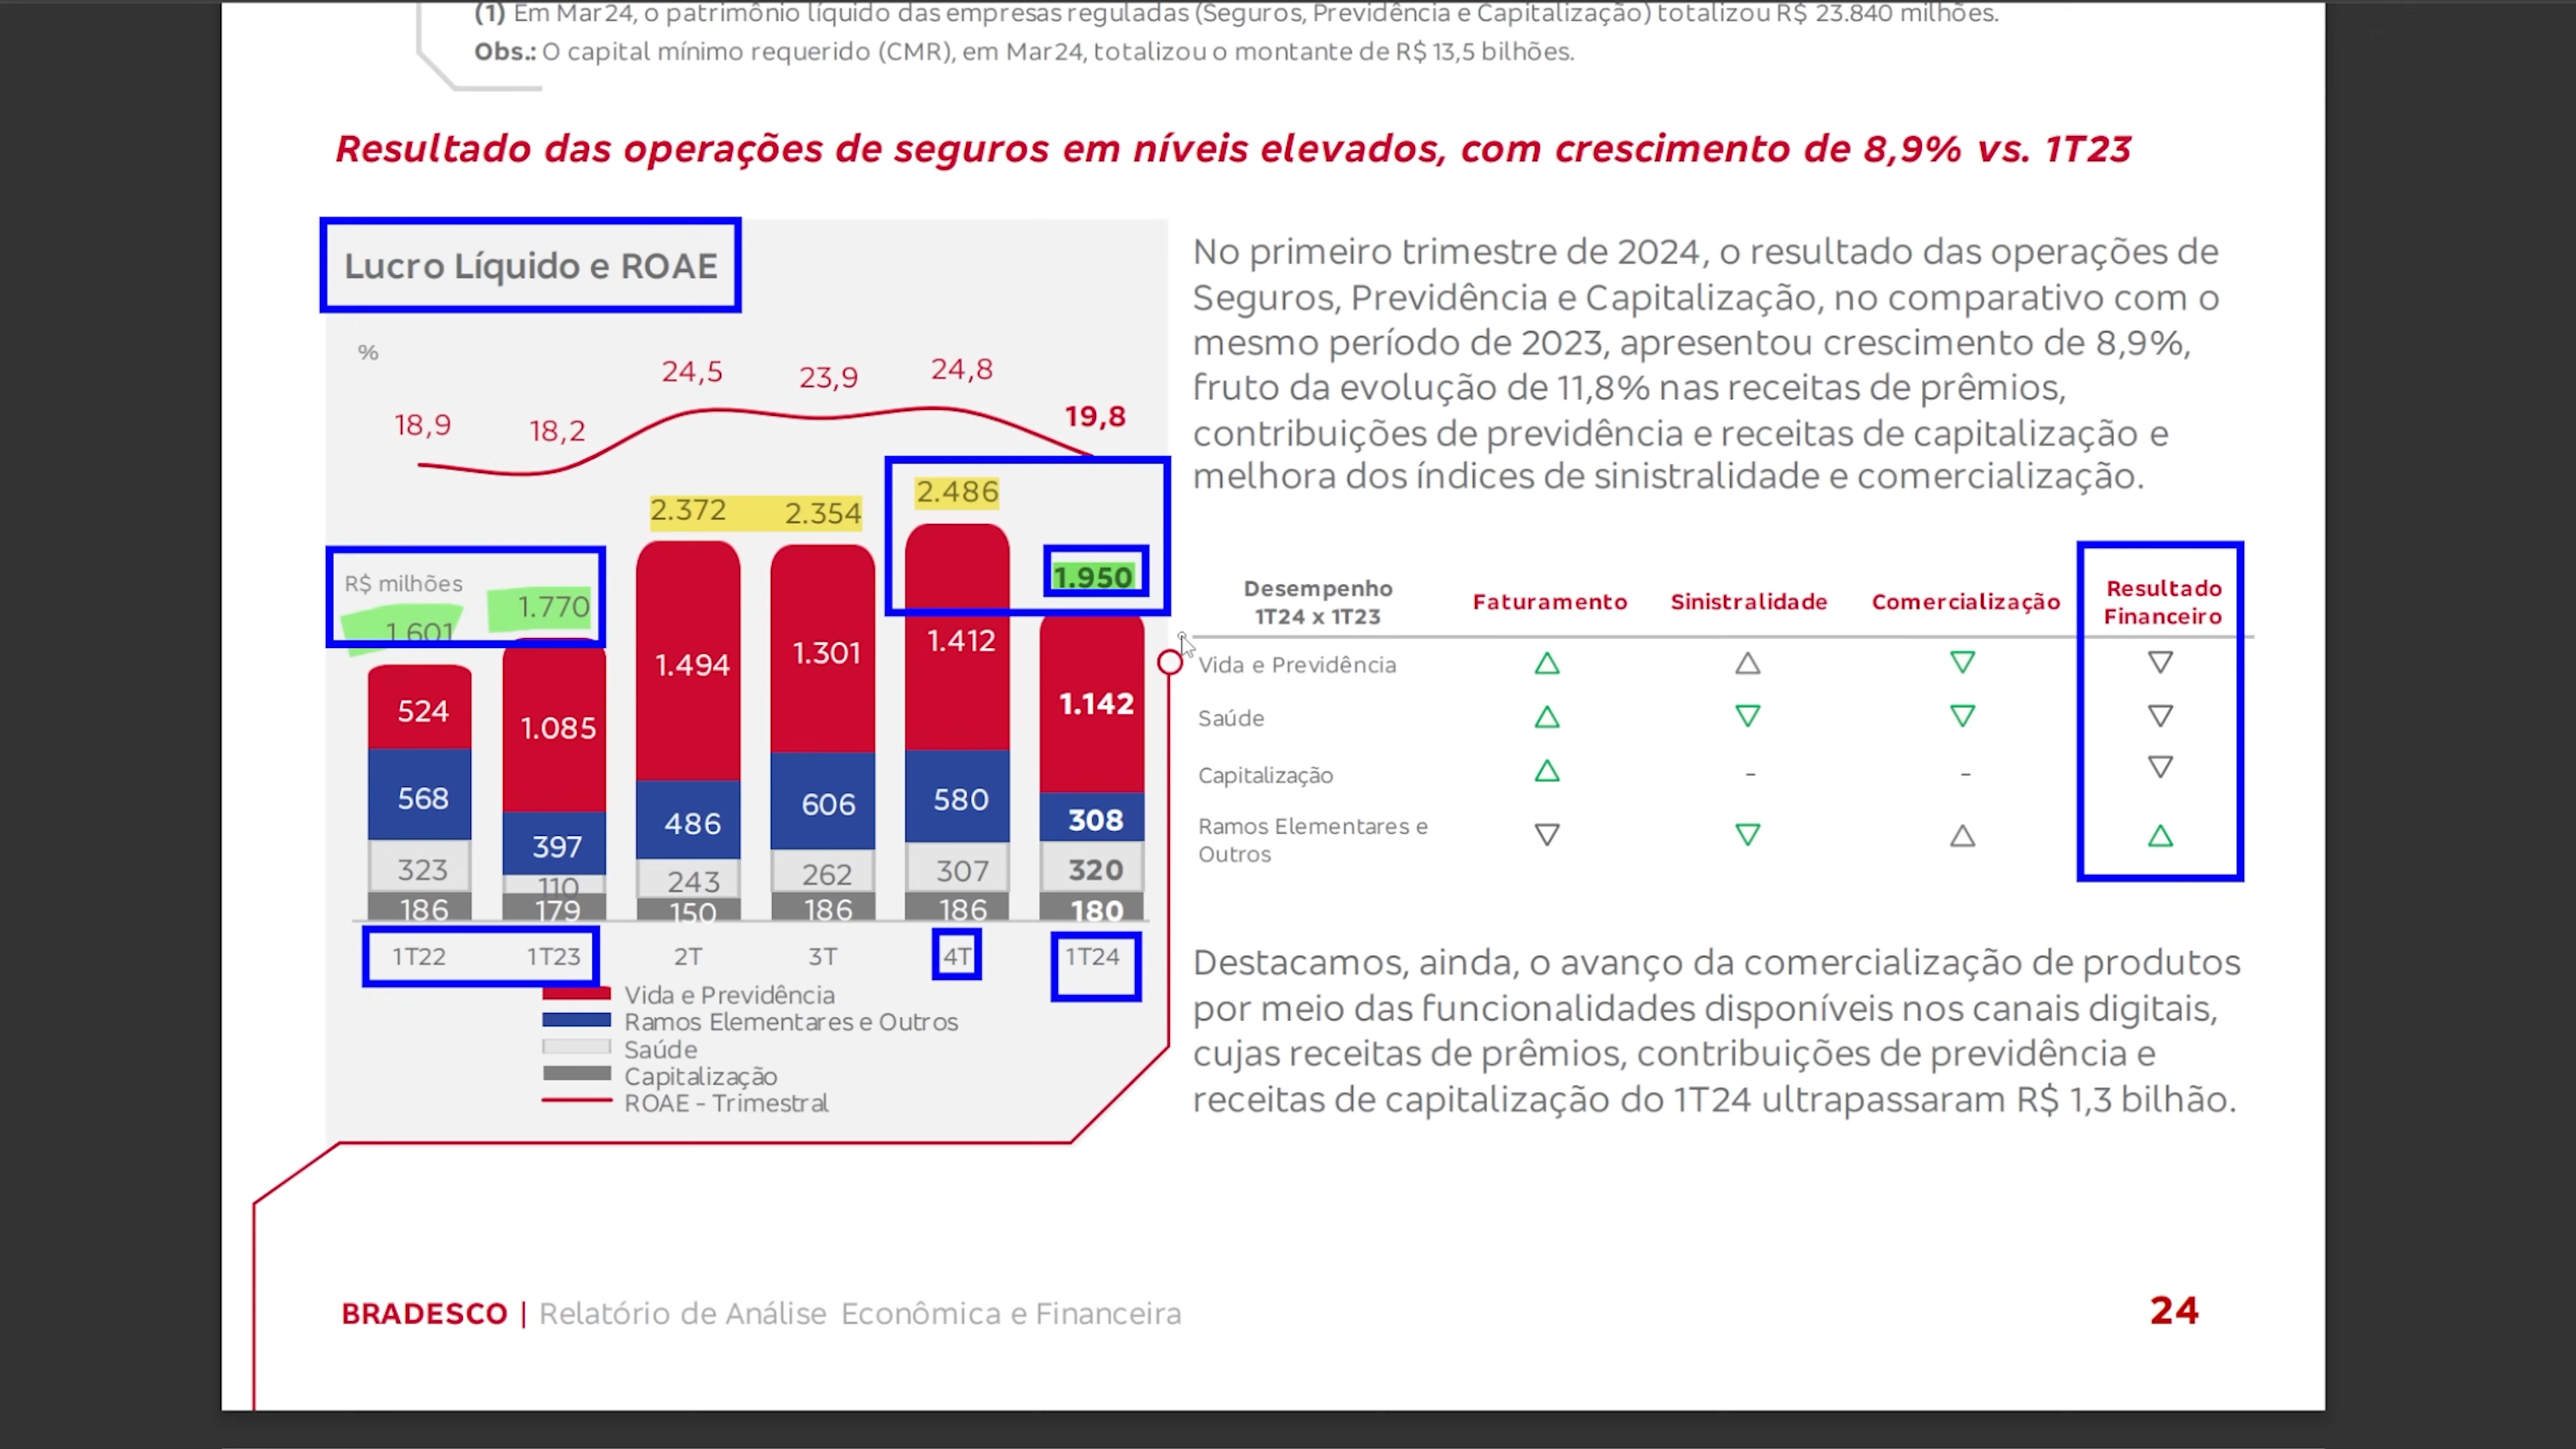 (1) Em Mar24, o patrimônio líquido das empresas reguladas (Seguros, Previdência e Capitalização) totalizou R$ 23.840 milhões.
Obs.: O capital mínimo requerido (CMR), em Mar24, totalizou o montante de R$ 13,5 bilhões.
Resultado das operações de seguros em níveis elevados, com crescimento de 8,9% vs. 1T23
Lucro Líquido e ROAE
%
18,9 18,2 24,5 23,9 24,8 19,8
R$ milhões
1.601 1.770 2.372 2.354 2.486 1.950
524 1.085 1.494 1.301 1.412 1.142
568 397 486 606 580 308
323 110 243 262 307 320
186 179 150 186 186 180
1T22 1T23 2T 3T 4T 1T24
Vida e Previdência
Ramos Elementares e Outros
Saúde
Capitalização
ROAE - Trimestral
No primeiro trimestre de 2024, o resultado das operações de
Seguros, Previdência e Capitalização, no comparativo com o
mesmo período de 2023, apresentou crescimento de 8,9%,
fruto da evolução de 11,8% nas receitas de prêmios,
contribuições de previdência e receitas de capitalização e
melhora dos índices de sinistralidade e comercialização.
Desempenho
1T24 x 1T23
Faturamento Sinistralidade Comercialização
Resultado
Financeiro
Vida e Previdência △ △ ▽ ▽
Saúde △ ▽ ▽ ▽
Capitalização △ - - ▽
Ramos Elementares e
Outros
▽ ▽ △ △
Destacamos, ainda, o avanço da comercialização de produtos
por meio das funcionalidades disponíveis nos canais digitais,
cujas receitas de prêmios, contribuições de previdência e
receitas de capitalização do 1T24 ultrapassaram R$ 1,3 bilhão.
BRADESCO | Relatório de Análise Econômica e Financeira
24